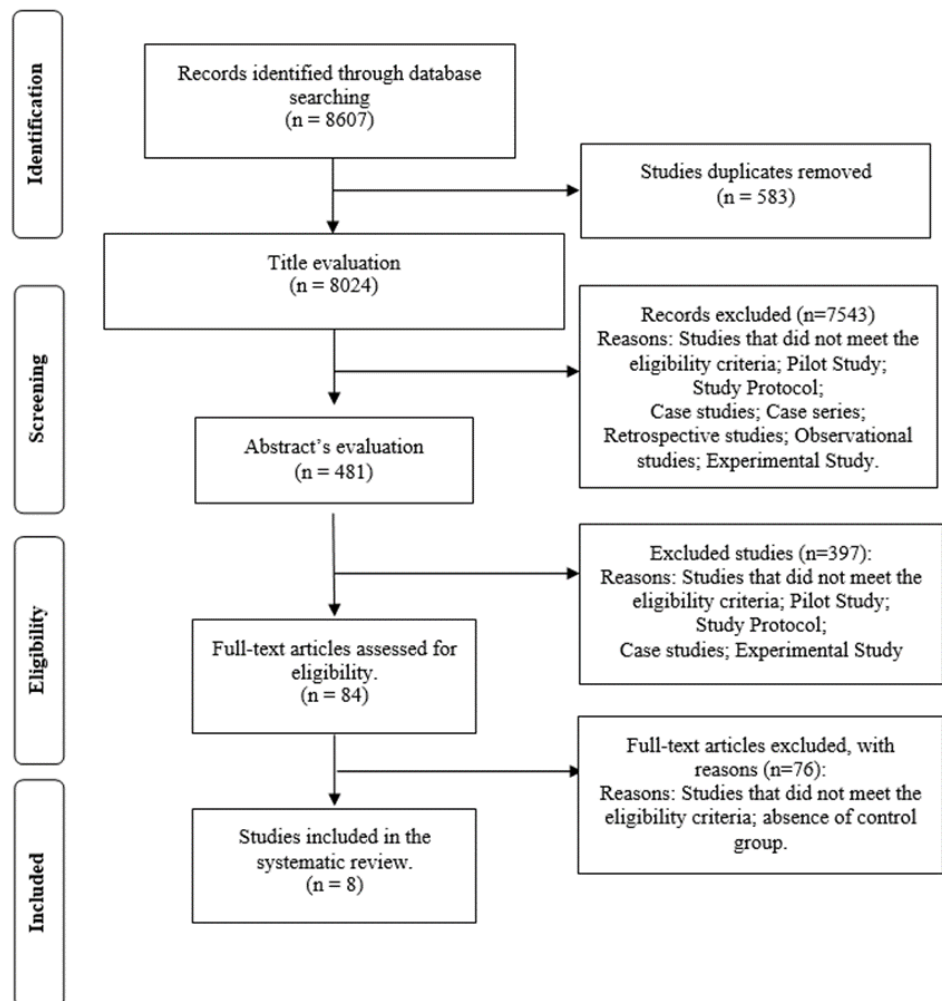 Identification
Records identified through database
searching
(n = 8607)
Studies duplicates removed
(n = 583)
Title evaluation
(n = 8024)
Screening
Records excluded (n=7543)
Reasons: Studies that did not meet the
eligibility criteria; Pilot Study;
Study Protocol;
Case studies; Case series;
Retrospective studies; Observational
studies; Experimental Study.
Abstract’s evaluation
(n = 481)
Eligibility
Excluded studies (n=397):
Reasons: Studies that did not meet the
eligibility criteria; Pilot Study;
Study Protocol;
Case studies; Experimental Study
Full-text articles assessed for
eligibility.
(n = 84)
Full-text articles excluded, with
reasons (n=76):
Reasons: Studies that did not meet the
eligibility criteria; absence of control
group.
Included
Studies included in the
systematic review.
(n = 8)